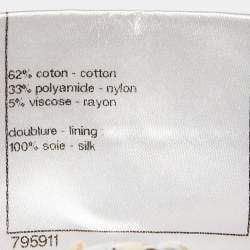 62% coton - cotton
33% polyamide - nylon
5% viscose - rayon
doublure - lining :
100% soie - silk
795911